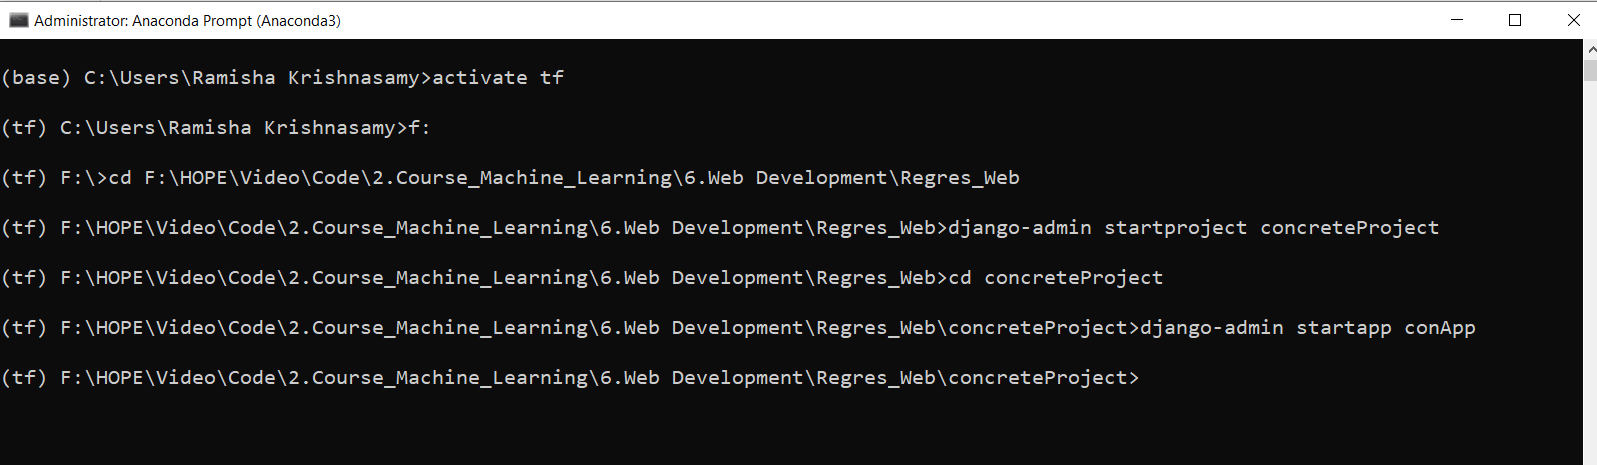 Administrator: Anaconda Prompt (Anaconda3)
(base) C:\Users\Ramisha Krishnasamy>activate tf
(tf) C:\Users\Ramisha Krishnasamy>f:
(tf) F:\>cd F:\HOPE\Video\Code\2.Course_Machine_Learning\6.Web Development\Regres_Web
(tf) F:\HOPE\Video\Code\2.Course_Machine_Learning\6.Web Development\Regres_Web>django-admin startproject concreteProject
(tf) F:\HOPE\Video\Code\2.Course_Machine_Learning\6.Web Development\Regres_Web>cd concreteProject
(tf) F:\HOPE\Video\Code\2.Course_Machine_Learning\6.Web Development\Regres_Web\concreteProject>django-admin startapp conApp
(tf) F:\HOPE\Video\Code\2.Course_Machine_Learning\6.Web Development\Regres_Web\concreteProject>